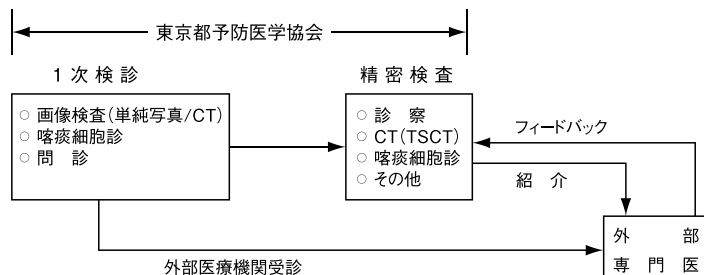 東京都予防医学協会
1次検診
精密検査
○ 画像検査(単純写真/CT)
○ 喀痰細胞診
○ 問 診
○ 診 察
○ CT(TSCT)
○ 喀痰細胞診
○ その他
フィードバック
紹 介
外 部
専 門 医
外部医療機関受診